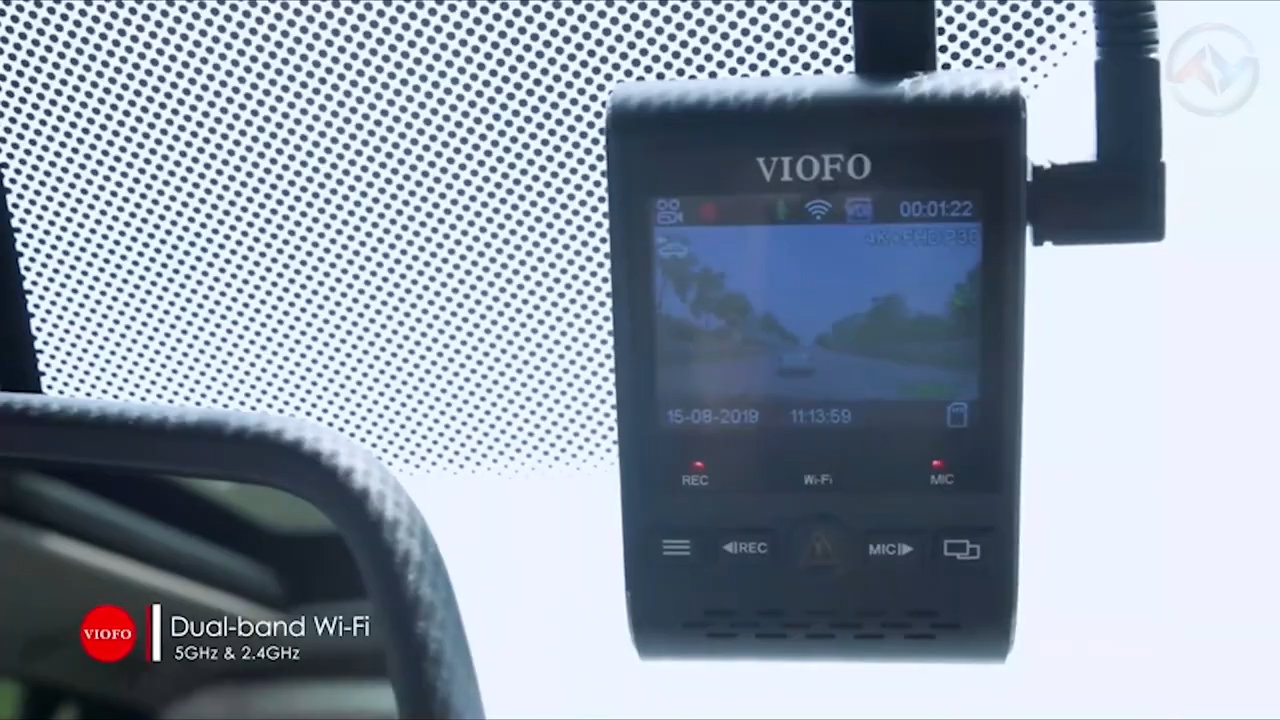 VIOFO
00:01:22
4K+FHD P30
15-08-2019 11:13:59
REC Wi-Fi MIC
REC MIC
VIOFO
Dual-band Wi-Fi
5GHz & 2.4GHz